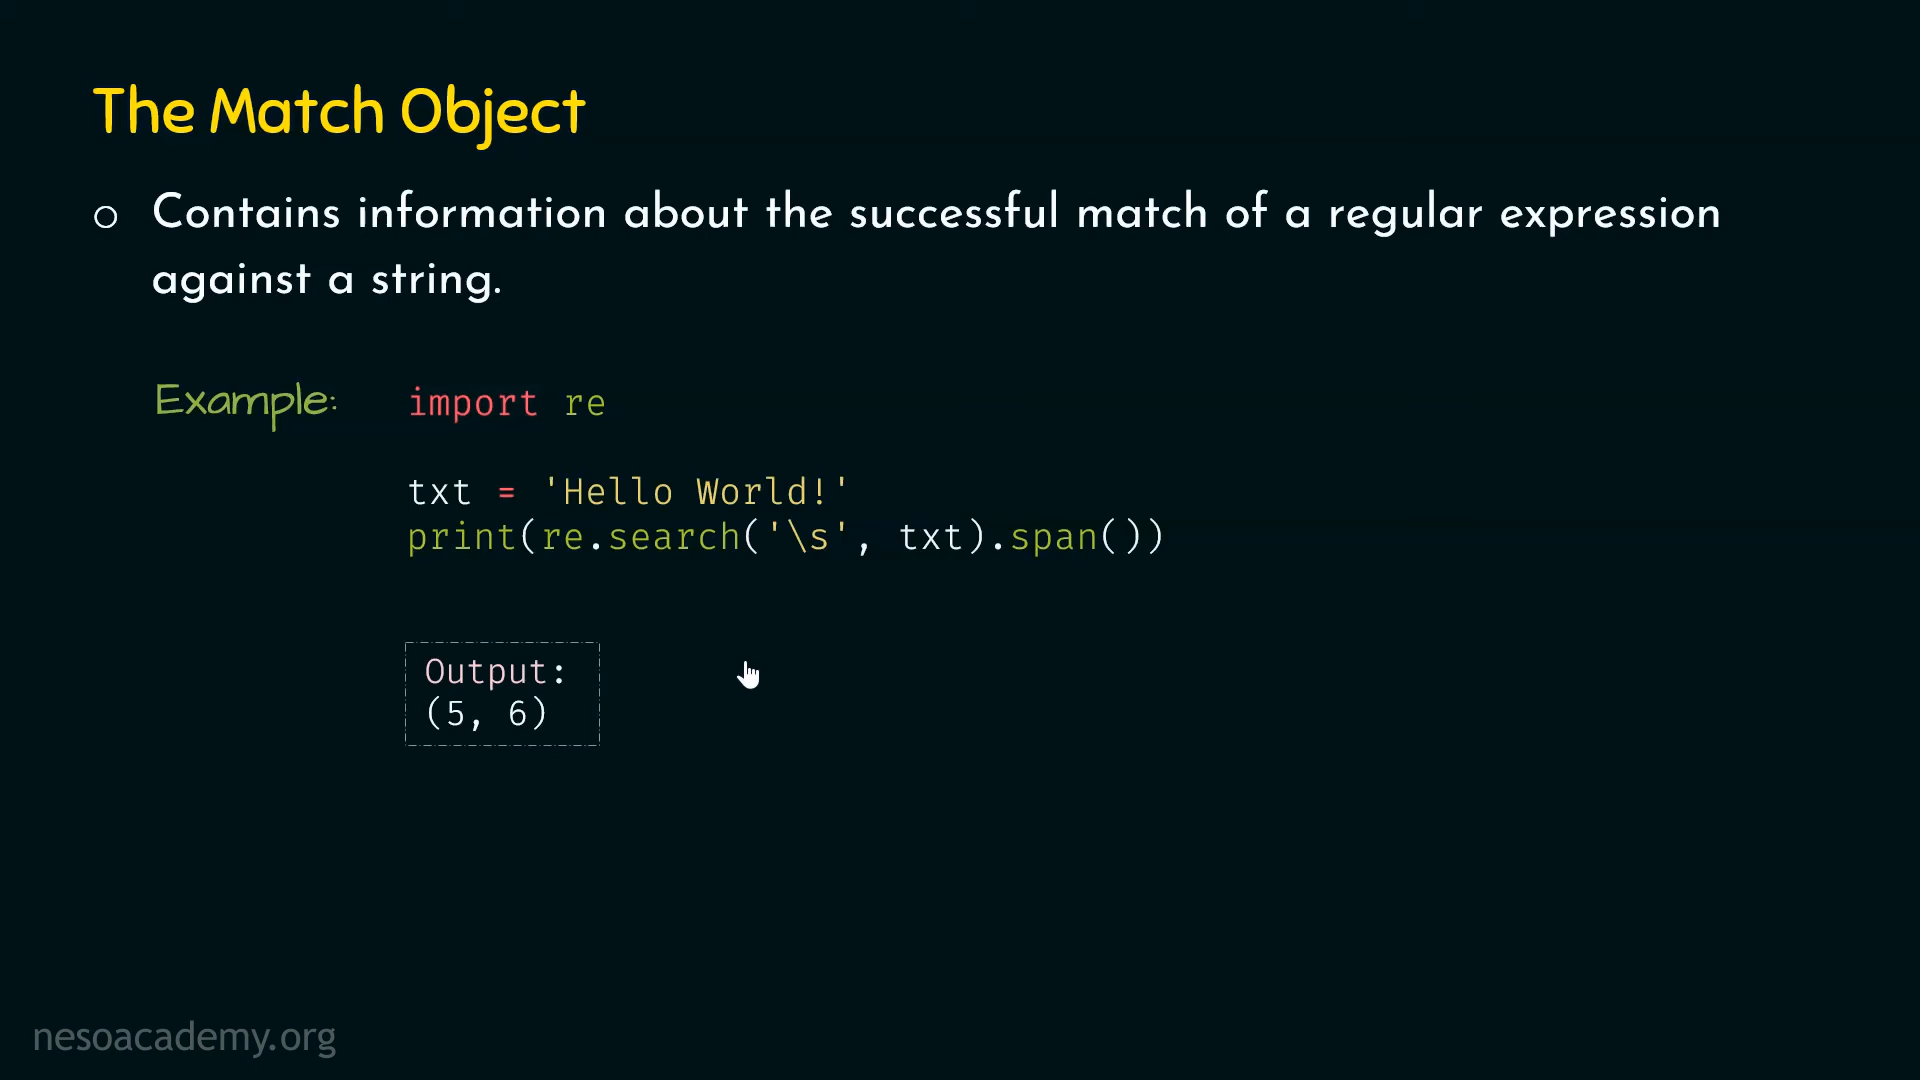 The Match Object
Contains information about the successful match of a regular expression
against a string.
Example: import re
txt = 'Hello World!'
print(re.search('\s', txt).span())
Output:
(5, 6)
nesoacademy.org